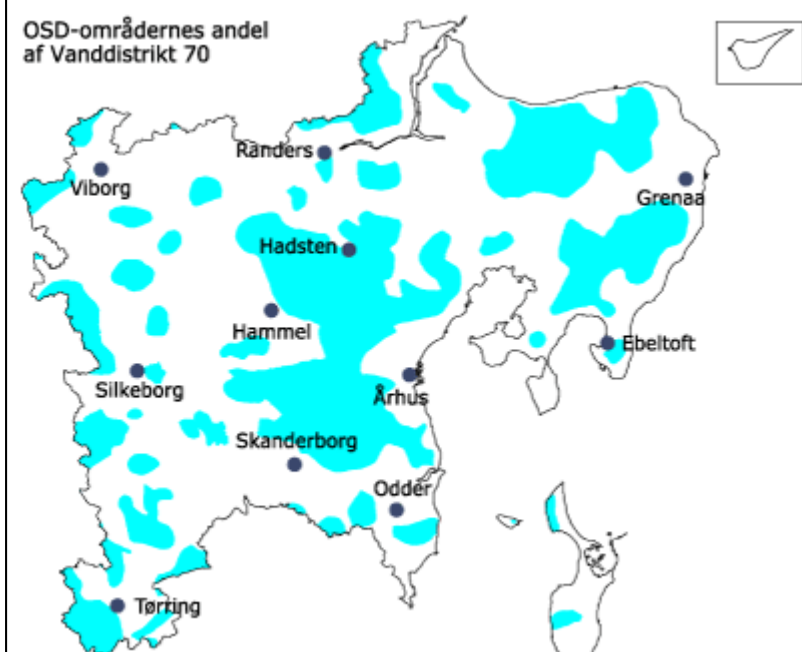 OSD-områdernes andel
af Vanddistrikt 70
Randers
Viborg
Grenaa
Hadsten
Hammel
Ebeltoft
Silkeborg
Århus
Skanderborg
Odder
Tørring